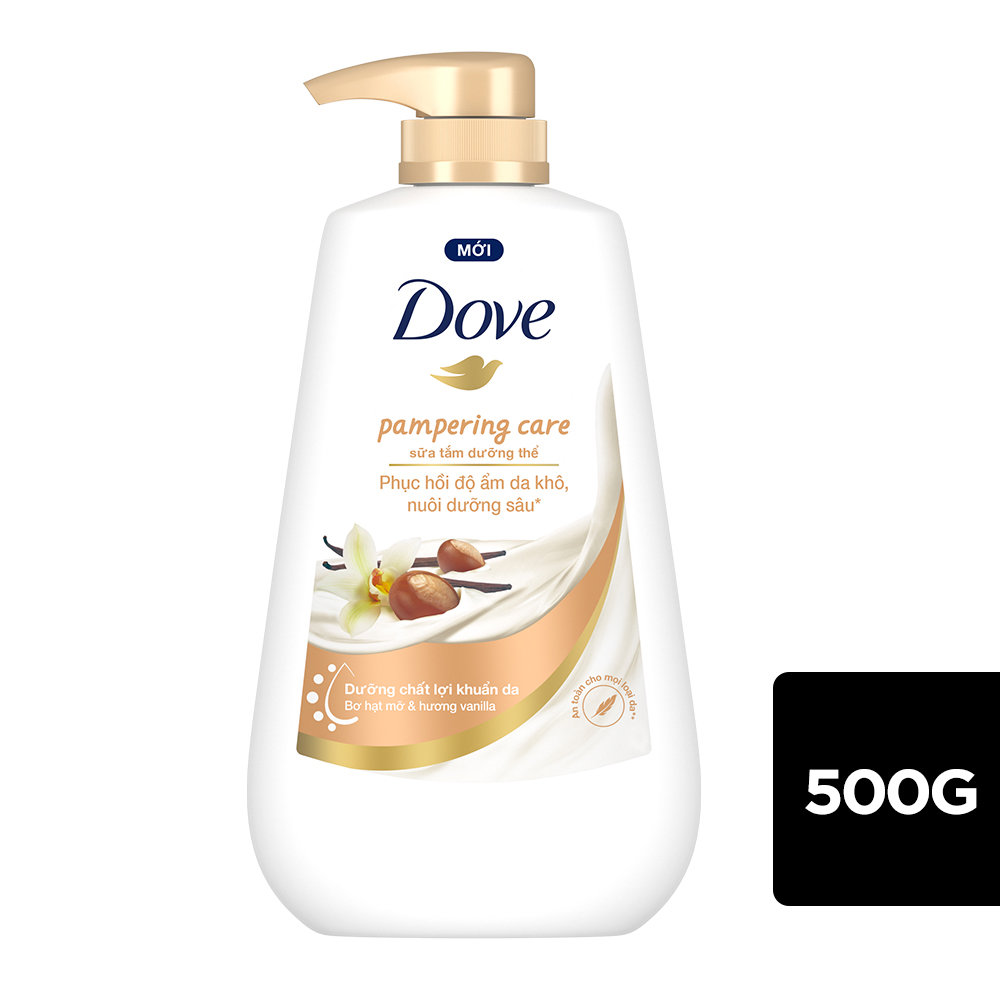 MỚI
Dove
pampering care
sữa tắm dưỡng thể
Phục hồi độ ẩm da khô,
nuôi dưỡng sâu*
Dưỡng chất lợi khuẩn da
Bơ hạt mỡ & hương vanilla
An toàn cho mọi loại da**
500G